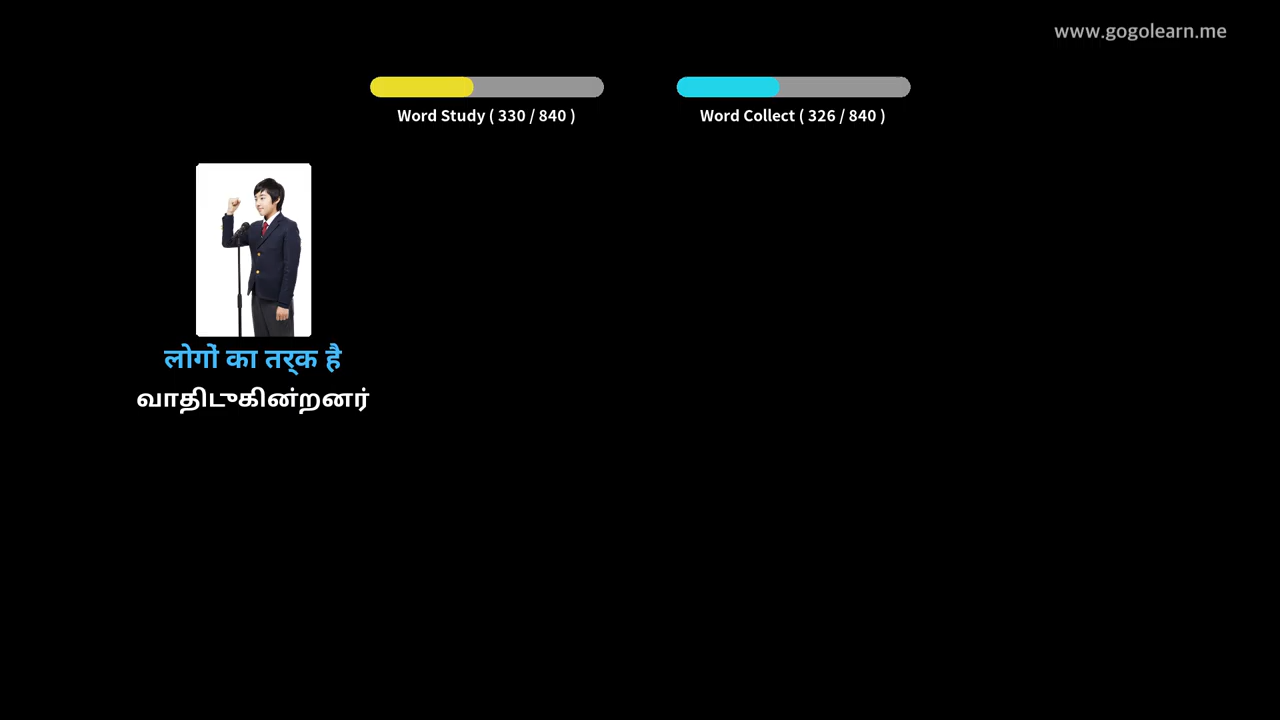 www.gogolearn.me
Word Study ( 330 / 840 )
Word Collect ( 326 / 840 )
लोगों का तर्क है
வாதிடுகின்றனர்